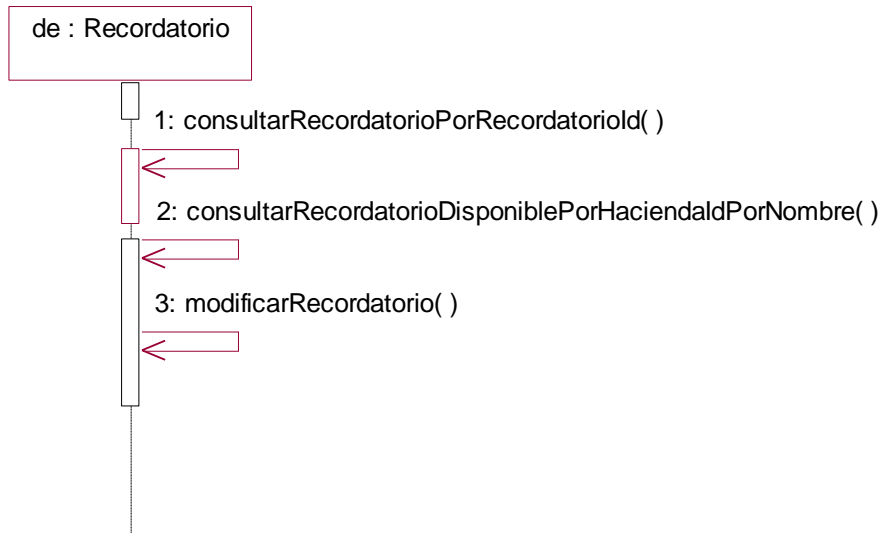 de : Recordatorio
1: consultarRecordatorioPorRecordatorioId( )
2: consultarRecordatorioDisponiblePorHaciendaIdPorNombre( )
3: modificarRecordatorio( )